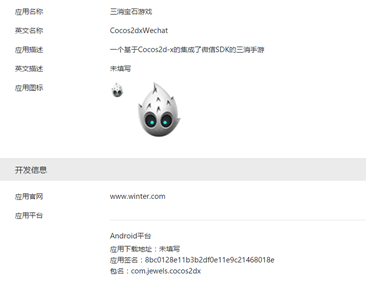 应用名称 三消宝石游戏
英文名称 Cocos2dxWechat
应用描述 一个基于Cocos2d-x的集成了微信SDK的三消手游
英文描述 未填写
应用图标
开发信息
应用官网 www.winter.com
应用平台
Android平台
应用下载地址：未填写
应用签名：8bc0128e11b3b2df0e11e9c21468018e
包名：com.jewels.cocos2dx